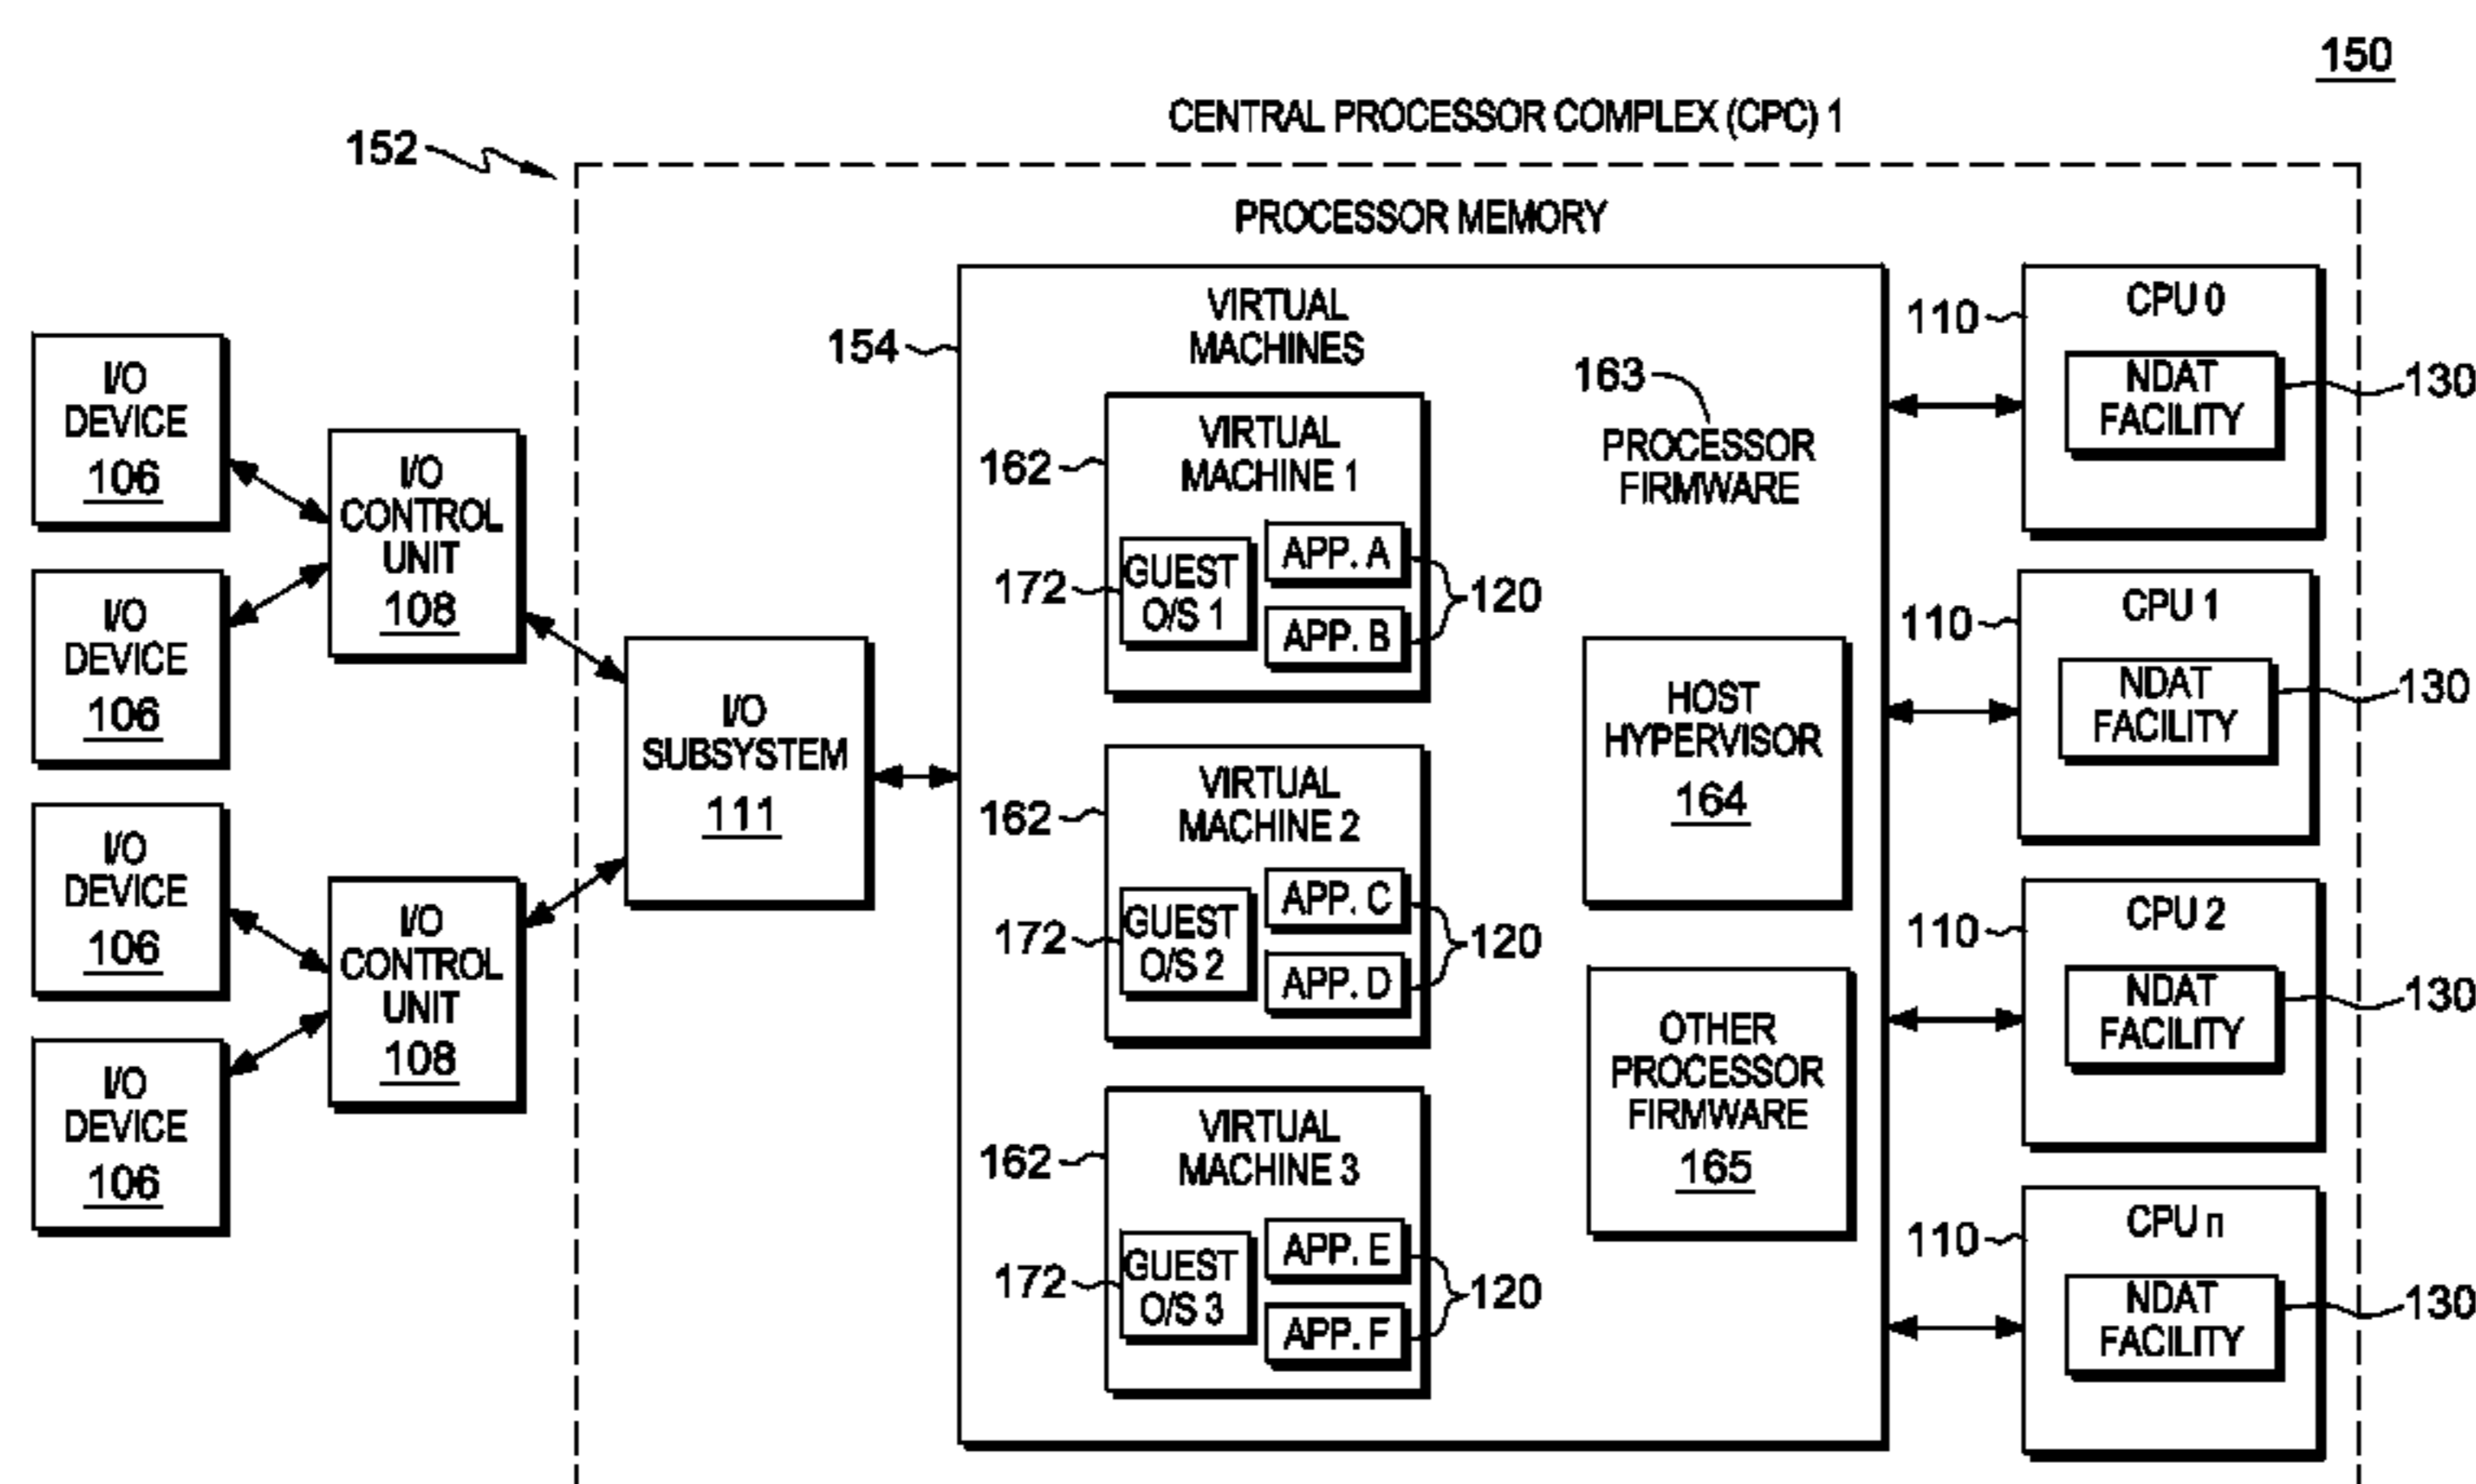 150
CENTRAL PROCESSOR COMPLEX (CPC) 1
152
PROCESSOR MEMORY
I/O
DEVICE
106
I/O
DEVICE
106
I/O
DEVICE
106
I/O
DEVICE
106
I/O
CONTROL
UNIT
108
I/O
CONTROL
UNIT
108
I/O
SUBSYSTEM
111
154
VIRTUAL
MACHINES
162
VIRTUAL
MACHINE 1
172
GUEST
O/S 1
APP. A
APP. B
120
162
VIRTUAL
MACHINE 2
172
GUEST
O/S 2
APP. C
APP. D
120
162
VIRTUAL
MACHINE 3
172
GUEST
O/S 3
APP. E
APP. F
120
163
PROCESSOR
FIRMWARE
HOST
HYPERVISOR
164
OTHER
PROCESSOR
FIRMWARE
165
110
CPU 0
NDAT
FACILITY
130
110
CPU 1
NDAT
FACILITY
130
110
CPU 2
NDAT
FACILITY
130
110
CPU n
NDAT
FACILITY
130